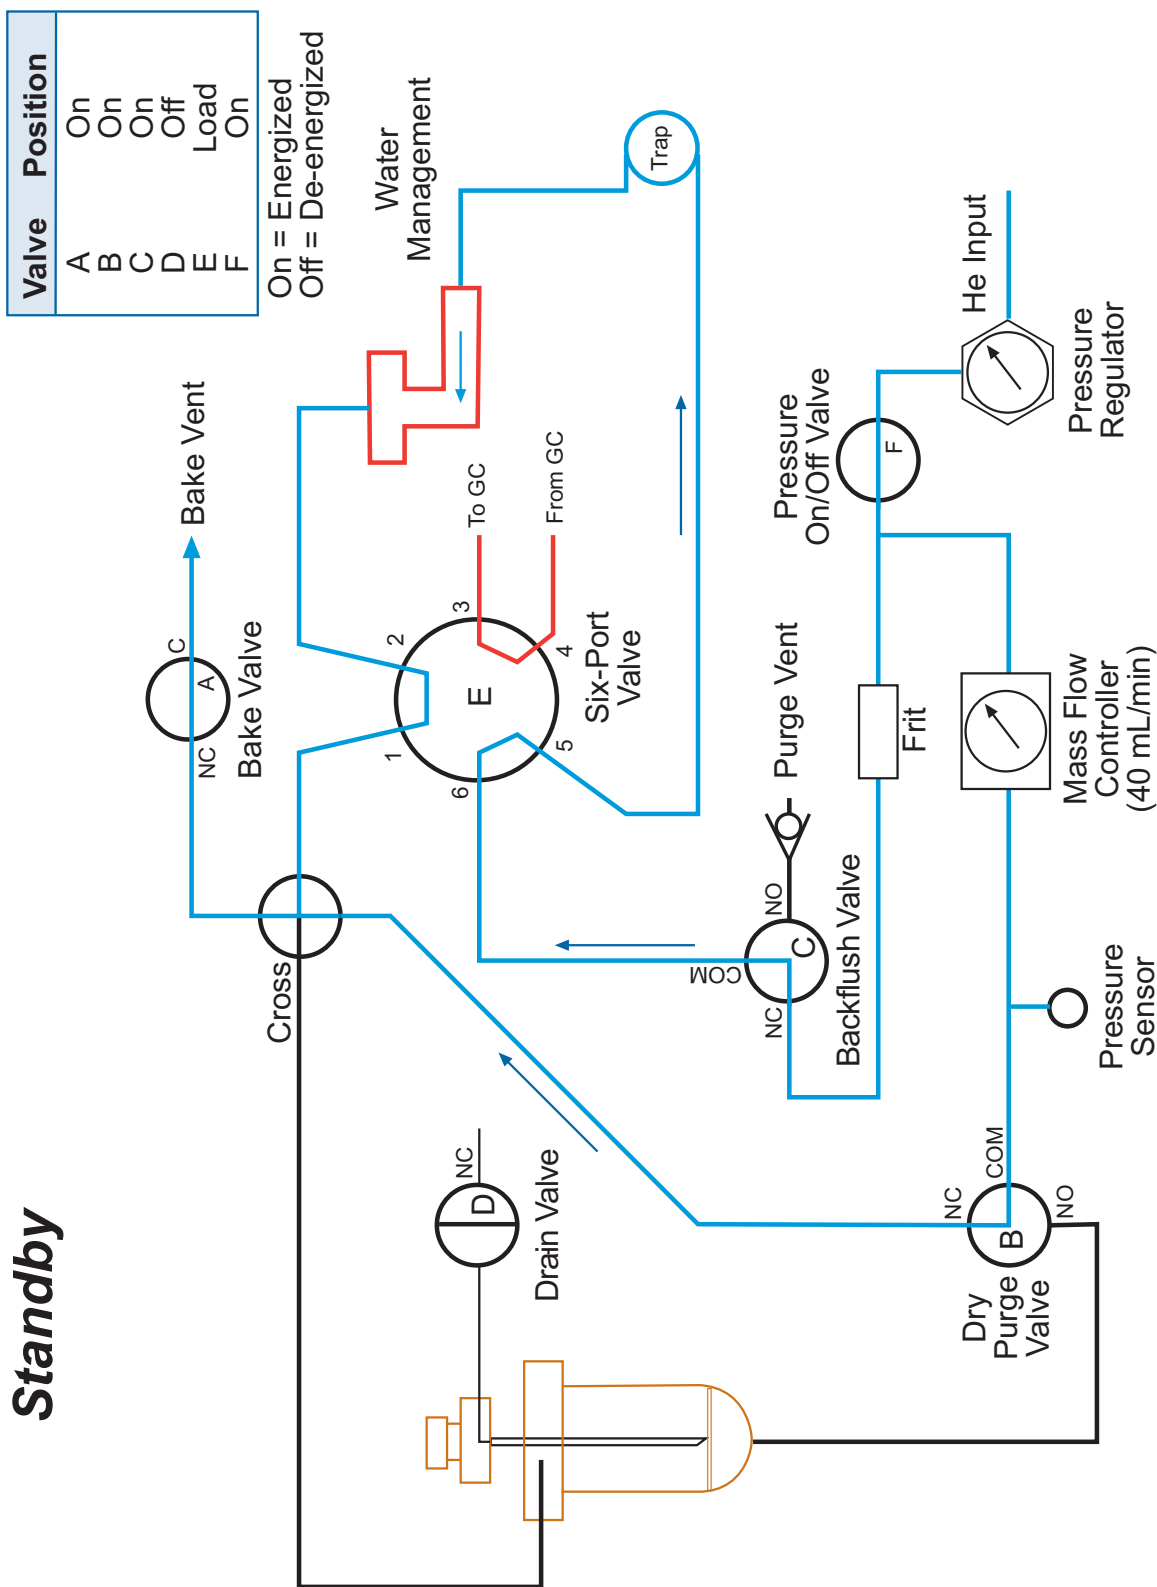 Standby
Valve Position
A On
B On
C On
D Off
E Load
F On
On = Energized
Off = De-energized
Bake Vent
C
A
NC
Bake Valve
Water
Management
Trap
Cross
1
2
3
4
5
6
E
To GC
From GC
Six-Port
Valve
NC
D
Drain Valve
COM
NC
NO
C
Backflush Valve
Purge Vent
Pressure
On/Off Valve
F
He Input
Pressure
Regulator
Frit
Mass Flow
Controller
(40 mL/min)
Pressure
Sensor
NC
COM
NO
B
Dry
Purge
Valve